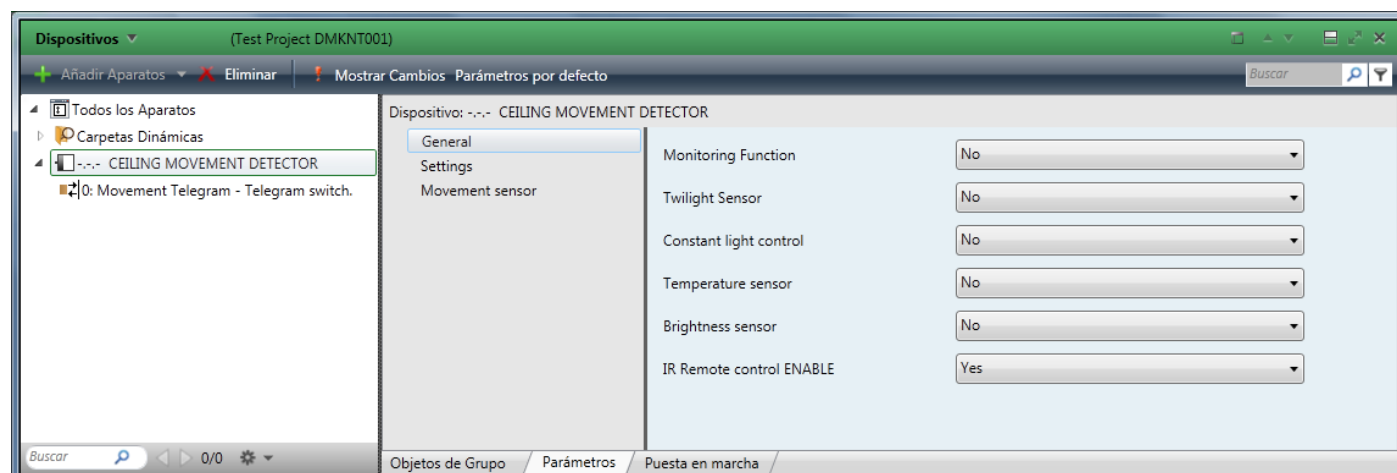 Dispositivos (Test Project DMKNT001)
Añadir Aparatos Eliminar Mostrar Cambios Parámetros por defecto Buscar
Todos los Aparatos
Carpetas Dinámicas
-.-.- CEILING MOVEMENT DETECTOR
0: Movement Telegram - Telegram switch.
Buscar 0/0
Dispositivo: -.-.- CEILING MOVEMENT DETECTOR
General
Settings
Movement sensor
Monitoring Function No
Twilight Sensor No
Constant light control No
Temperature sensor No
Brightness sensor No
IR Remote control ENABLE Yes
Objetos de Grupo Parámetros Puesta en marcha